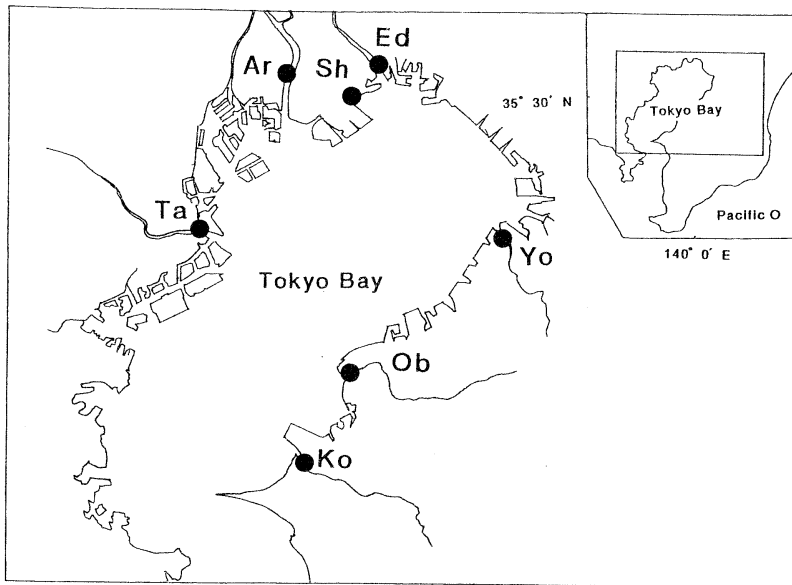 Ed
Ar
Sh
35° 30′ N
Tokyo Bay
Ta
Pacific O
Yo
140° 0′ E
Tokyo Bay
Ob
Ko